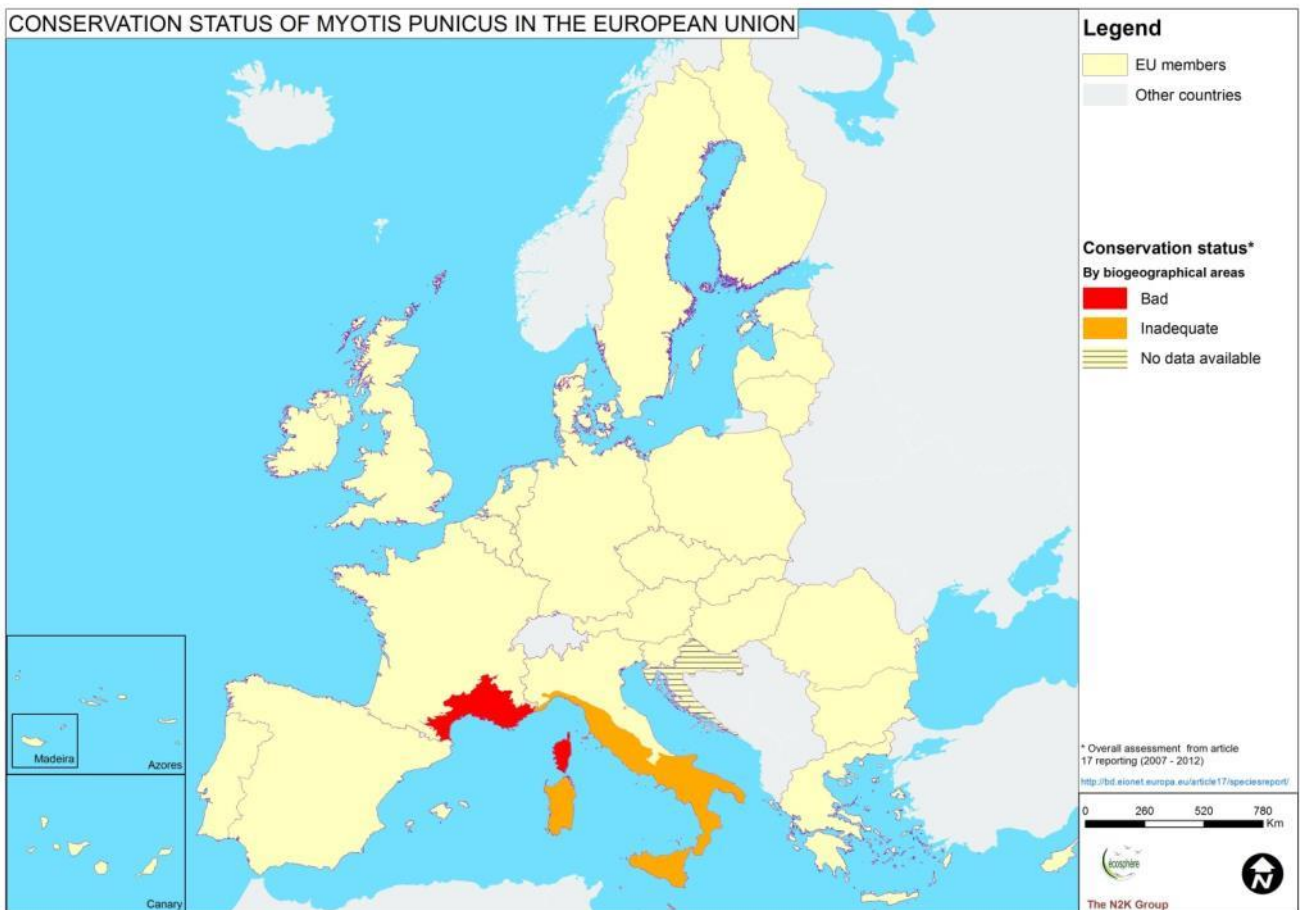 CONSERVATION STATUS OF MYOTIS PUNICUS IN THE EUROPEAN UNION
Legend
EU members
Other countries
Conservation status*
By biogeographical areas
Bad
Inadequate
No data available
Madeira
Azores
Canary
* Overall assessment from article
17 reporting (2007 - 2012)
http://bd.eionet.europa.eu/article17/speciesreport/
0 260 520 780
Km
écosphère
N
The N2K Group